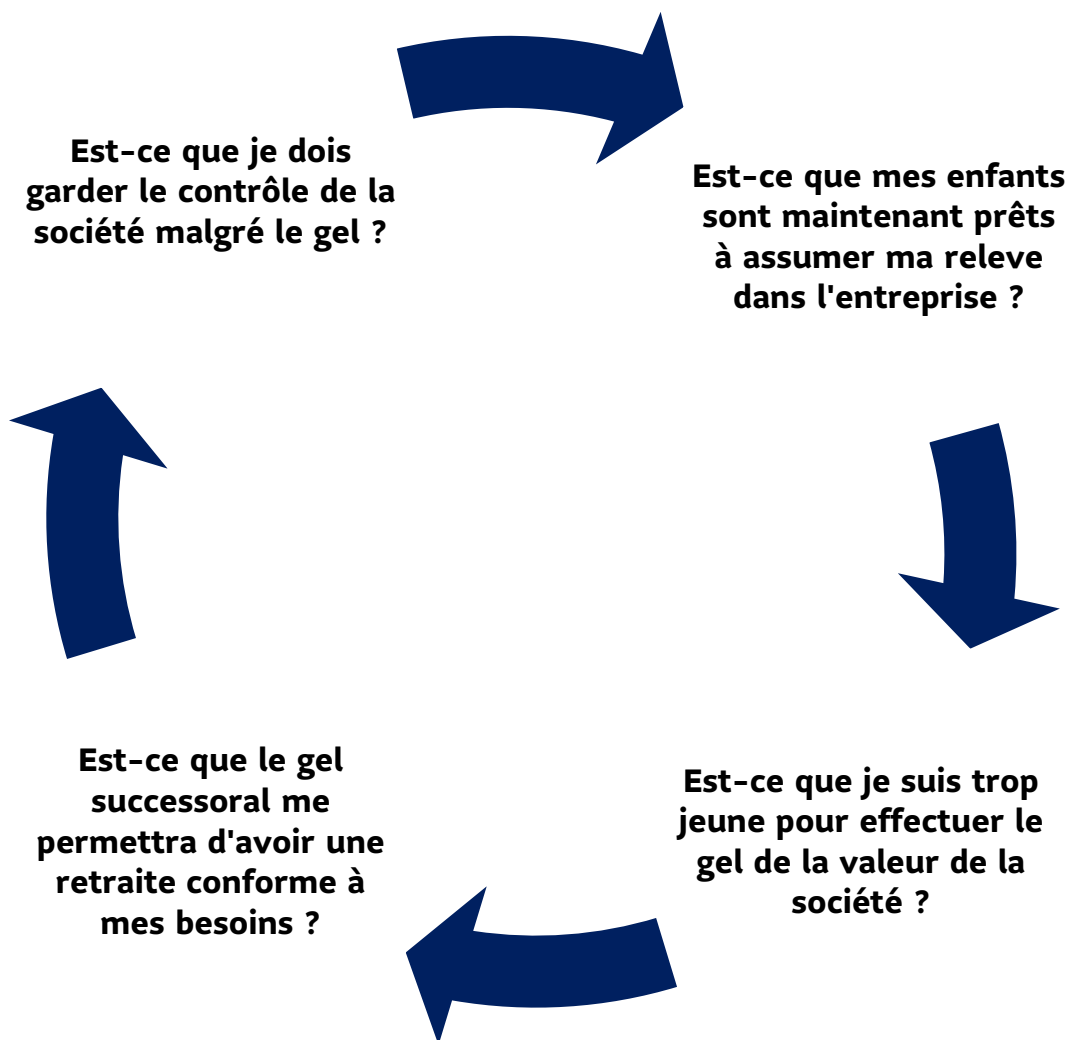 Est-ce que je dois
garder le contrôle de la
société malgré le gel ?
Est-ce que mes enfants
sont maintenant prêts
à assumer ma releve
dans l'entreprise ?
Est-ce que je suis trop
jeune pour effectuer le
gel de la valeur de la
société ?
Est-ce que le gel
successoral me
permettra d'avoir une
retraite conforme à
mes besoins ?